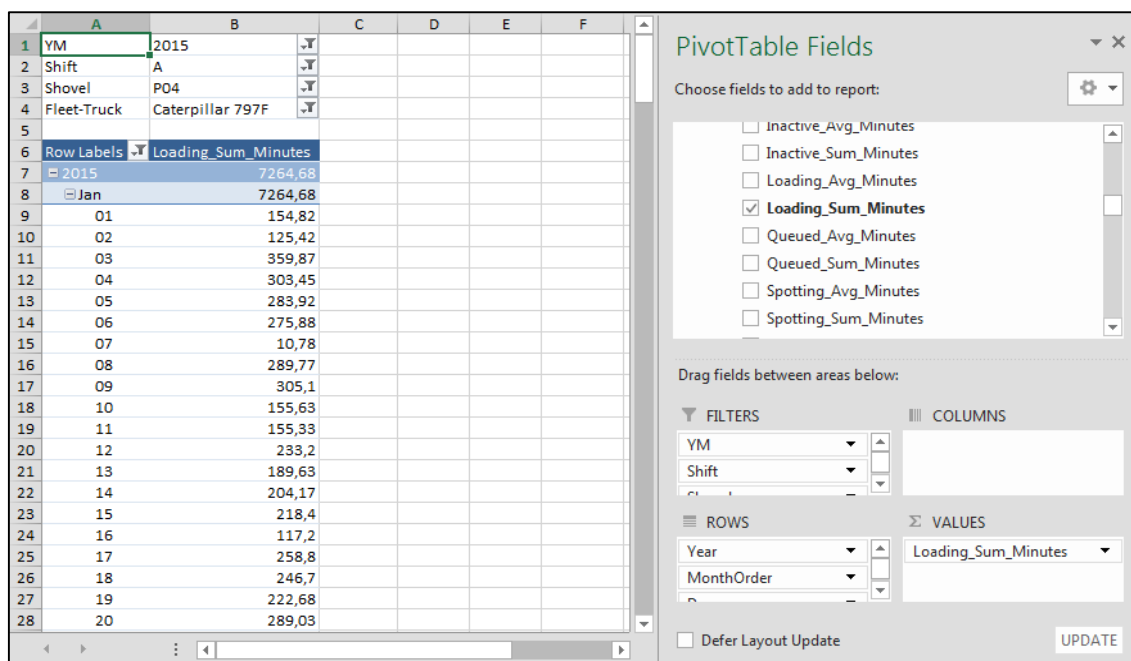 A B C D E F
1 YM 2015
2 Shift A
3 Shovel P04
4 Fleet-Truck Caterpillar 797F
5
6 Row Labels Loading_Sum_Minutes
7 2015 7264,68
8 Jan 7264,68
9 01 154,82
10 02 125,42
11 03 359,87
12 04 303,45
13 05 283,92
14 06 275,88
15 07 10,78
16 08 289,77
17 09 305,1
18 10 155,63
19 11 155,33
20 12 233,2
21 13 189,63
22 14 204,17
23 15 218,4
24 16 117,2
25 17 258,8
26 18 246,7
27 19 222,68
28 20 289,03
PivotTable Fields
Choose fields to add to report:
Inactive_Avg_Minutes
Inactive_Sum_Minutes
Loading_Avg_Minutes
Loading_Sum_Minutes
Queued_Avg_Minutes
Queued_Sum_Minutes
Spotting_Avg_Minutes
Spotting_Sum_Minutes
Drag fields between areas below:
FILTERS
YM
Shift
COLUMNS
ROWS
Year
MonthOrder
Σ VALUES
Loading_Sum_Minutes
Defer Layout Update
UPDATE